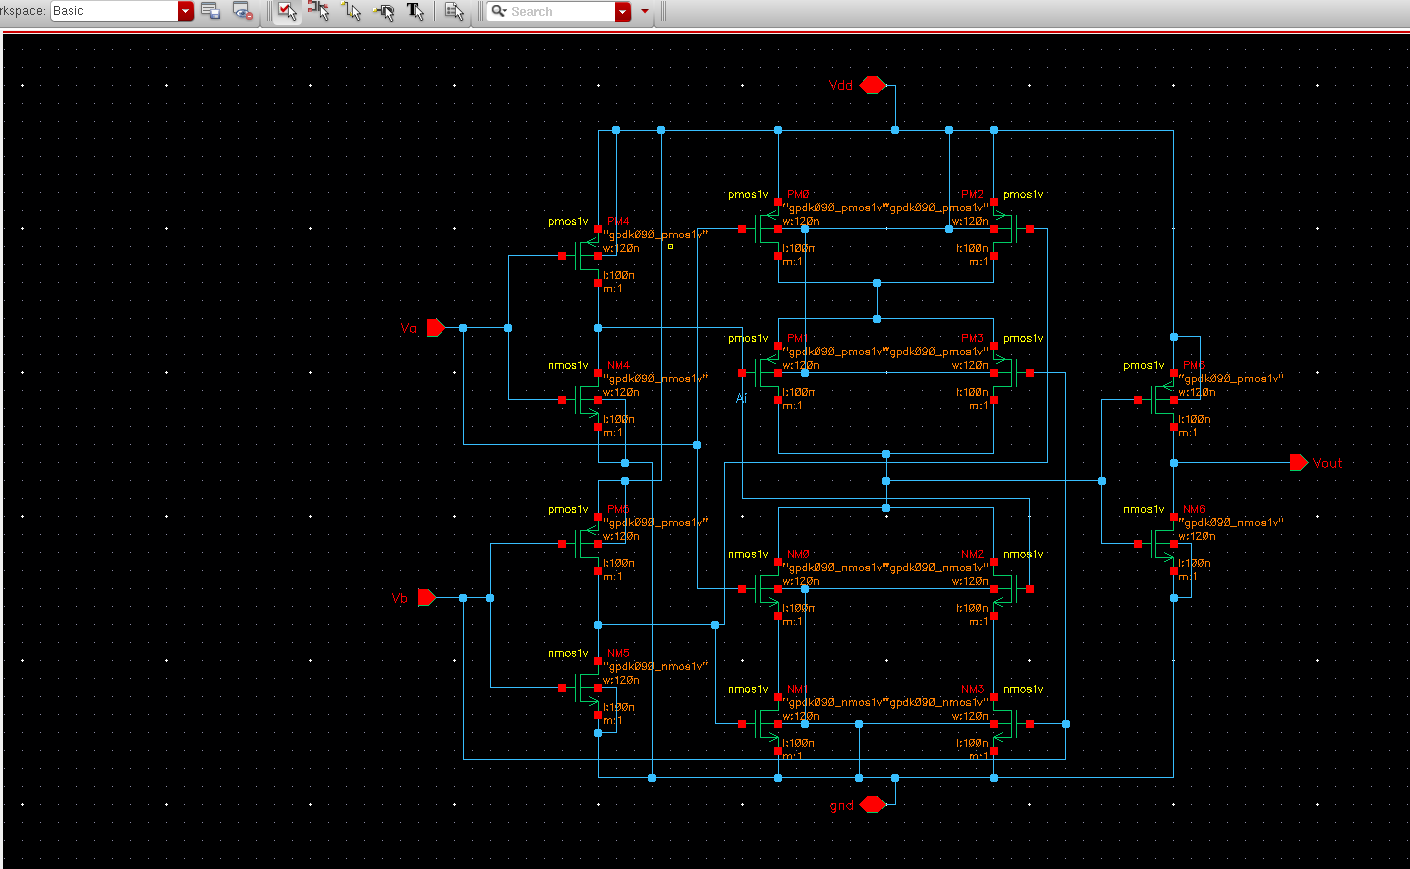 rkspace: Basic
Search
Vdd
pmos1v PM0 PM2 pmos1v
"gpdk090_pmos1v" "gpdk090_pmos1v"
w:120n w:120n
l:100n l:100n
m:1 m:1
pmos1v PM4
"gpdk090_pmos1v"
w:120n
l:100n
m:1
Va
pmos1v PM1 PM3 pmos1v
"gpdk090_pmos1v" "gpdk090_pmos1v"
w:120n w:120n
l:100n l:100n
m:1 m:1
nmos1v NM4
"gpdk090_nmos1v"
w:120n
l:100n
m:1
pmos1v PM6
"gpdk090_pmos1v"
w:120n
l:100n
m:1
Vout
pmos1v PM5
"gpdk090_pmos1v"
w:120n
l:100n
m:1
nmos1v NM6
"gpdk090_nmos1v"
w:120n
l:100n
m:1
nmos1v NM0 NM2 nmos1v
"gpdk090_nmos1v" "gpdk090_nmos1v"
w:120n w:120n
l:100n l:100n
m:1 m:1
Vb
nmos1v NM5
"gpdk090_nmos1v"
w:120n
l:100n
m:1
nmos1v NM1 NM3 nmos1v
"gpdk090_nmos1v" "gpdk090_nmos1v"
w:120n w:120n
l:100n l:100n
m:1 m:1
gnd